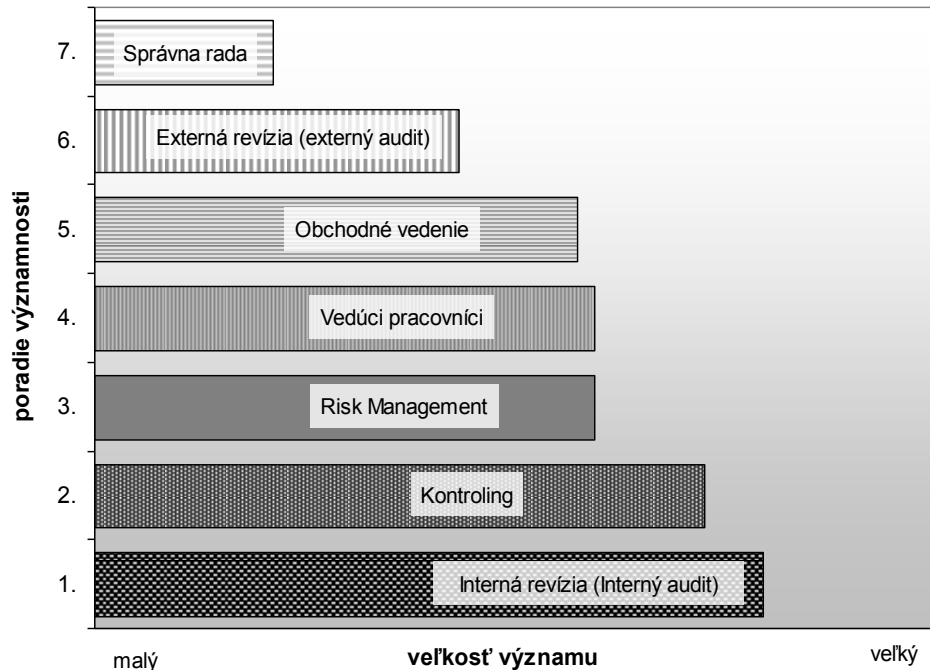 7.
Správna rada
6.
Externá revízia (externý audit)
5.
Obchodné vedenie
4.
Vedúci pracovníci
3.
Risk Management
2.
Kontroling
1.
Interná revízia (Interný audit)
poradie významnosti
malý
veľkosť významu
veľký